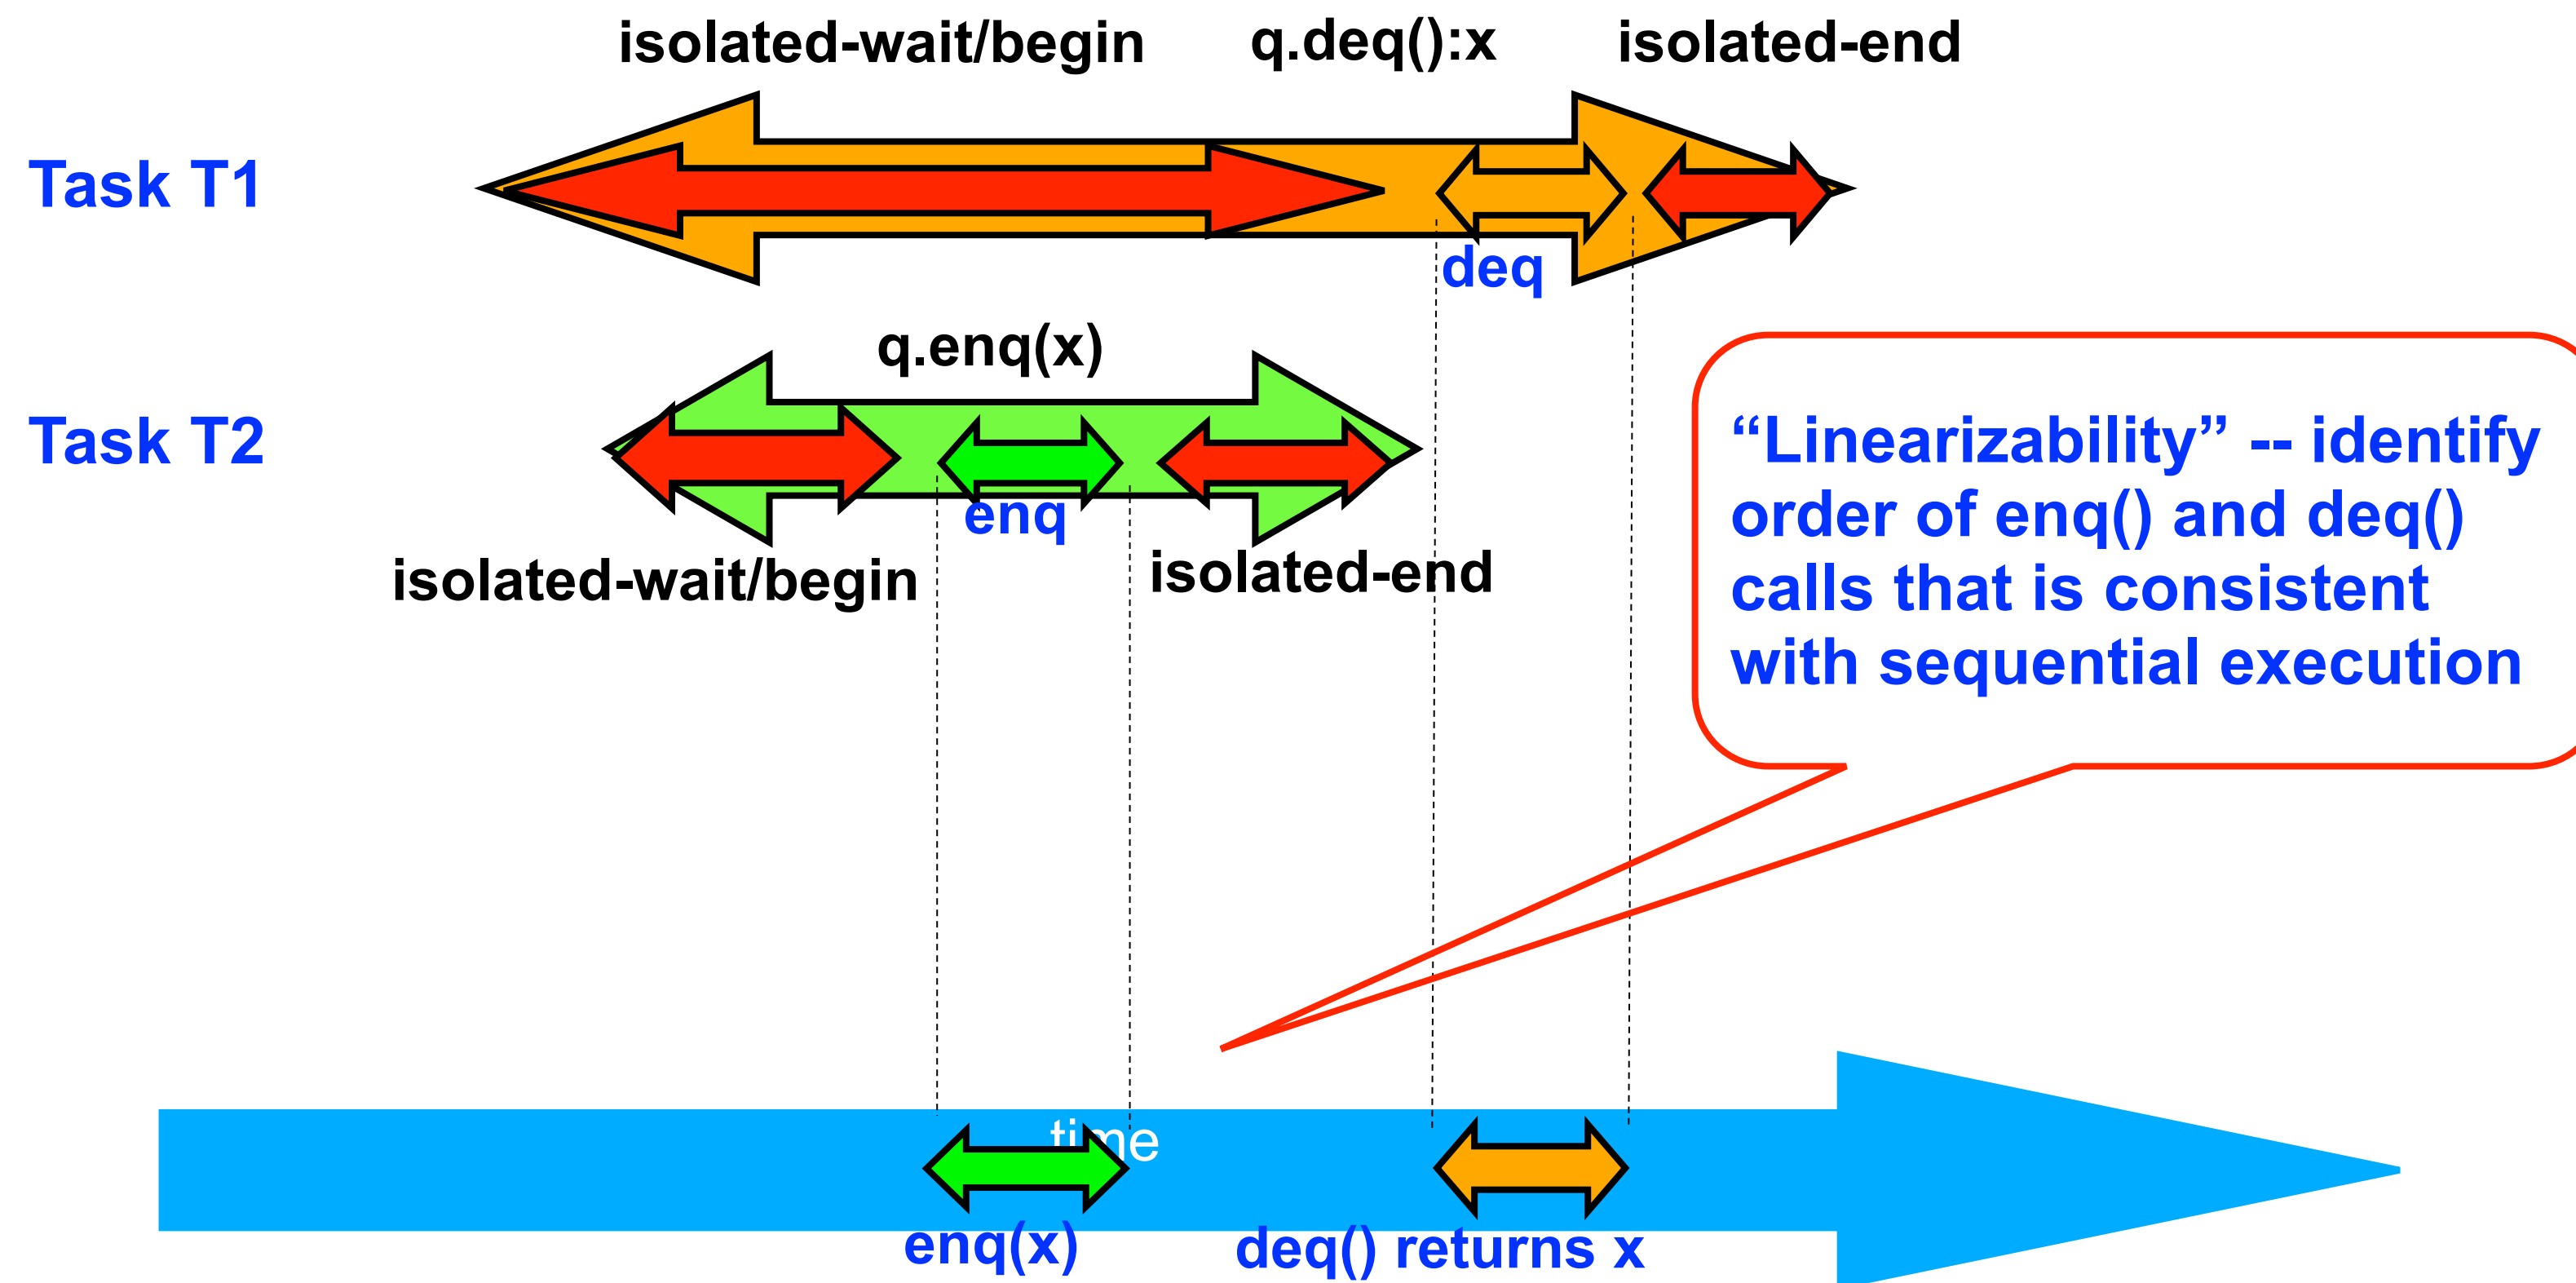 isolated-wait/begin q.deq():x isolated-end
Task T1
deq
q.enq(x)
Task T2
enq
isolated-wait/begin isolated-end
“Linearizability” -- identify
order of enq() and deq()
calls that is consistent
with sequential execution
time
enq(x) deq() returns x